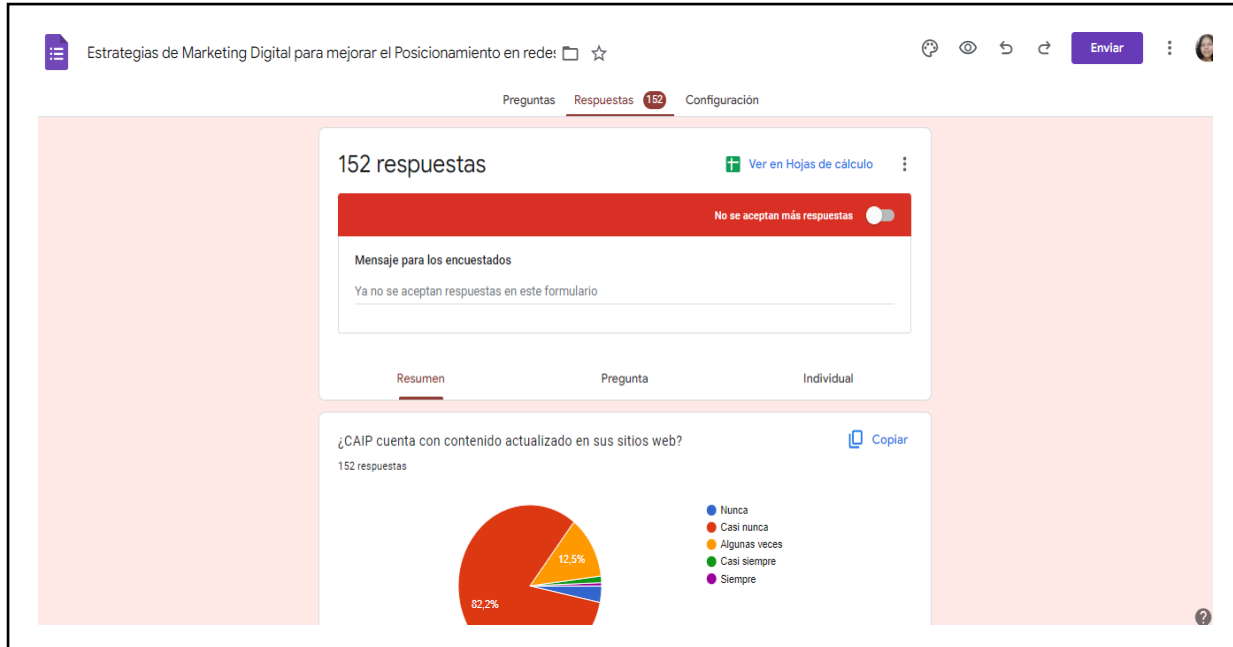 Estrategias de Marketing Digital para mejorar el Posicionamiento en redes
Enviar
Preguntas Respuestas 152 Configuración
152 respuestas
Ver en Hojas de cálculo
No se aceptan más respuestas
Mensaje para los encuestados
Ya no se aceptan respuestas en este formulario
Resumen Pregunta Individual
¿CAIP cuenta con contenido actualizado en sus sitios web?
Copiar
152 respuestas
Nunca
Casi nunca
Algunas veces
Casi siempre
Siempre
12,5%
82,2%
?